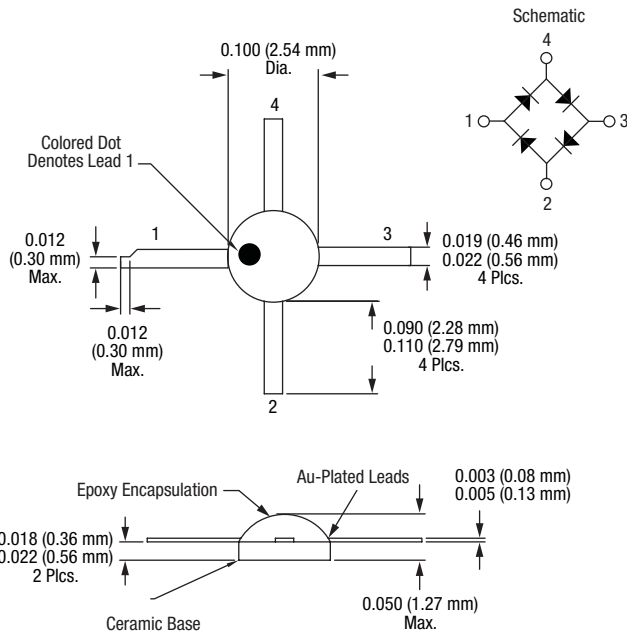 Schematic
4
1
3
2
0.100 (2.54 mm)
Dia.
4
Colored Dot
Denotes Lead 1
1
3
0.012
(0.30 mm)
Max.
0.019 (0.46 mm)
0.022 (0.56 mm)
4 Plcs.
0.012
(0.30 mm)
Max.
0.090 (2.28 mm)
0.110 (2.79 mm)
4 Plcs.
2
Epoxy Encapsulation
Au-Plated Leads
0.003 (0.08 mm)
0.005 (0.13 mm)
0.018 (0.36 mm)
0.022 (0.56 mm)
2 Plcs.
0.050 (1.27 mm)
Max.
Ceramic Base